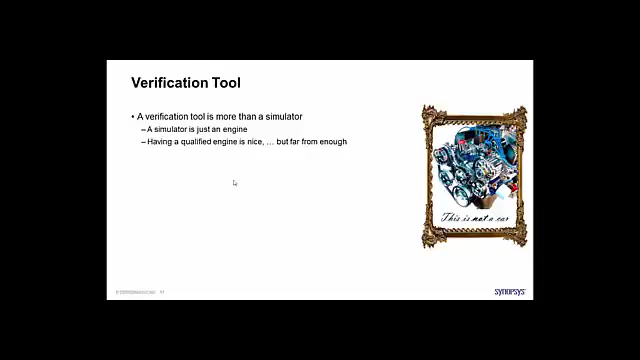 Verification Tool
• A verification tool is more than a simulator
– A simulator is just an engine
– Having a qualified engine is nice, … but far from enough
This is not a car
SYNOPSYS